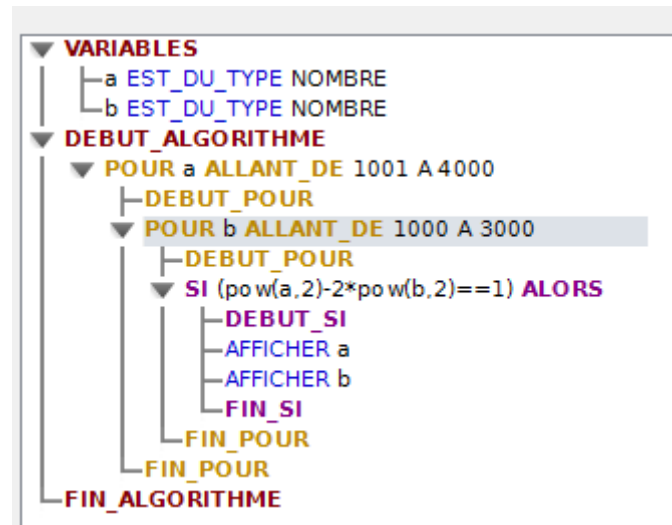 VARIABLES
a EST_DU_TYPE NOMBRE
b EST_DU_TYPE NOMBRE
DEBUT_ALGORITHME
POUR a ALLANT_DE 1001 A 4000
DEBUT_POUR
POUR b ALLANT_DE 1000 A 3000
DEBUT_POUR
SI (pow(a,2)-2*pow(b,2)==1) ALORS
DEBUT_SI
AFFICHER a
AFFICHER b
FIN_SI
FIN_POUR
FIN_POUR
FIN_ALGORITHME